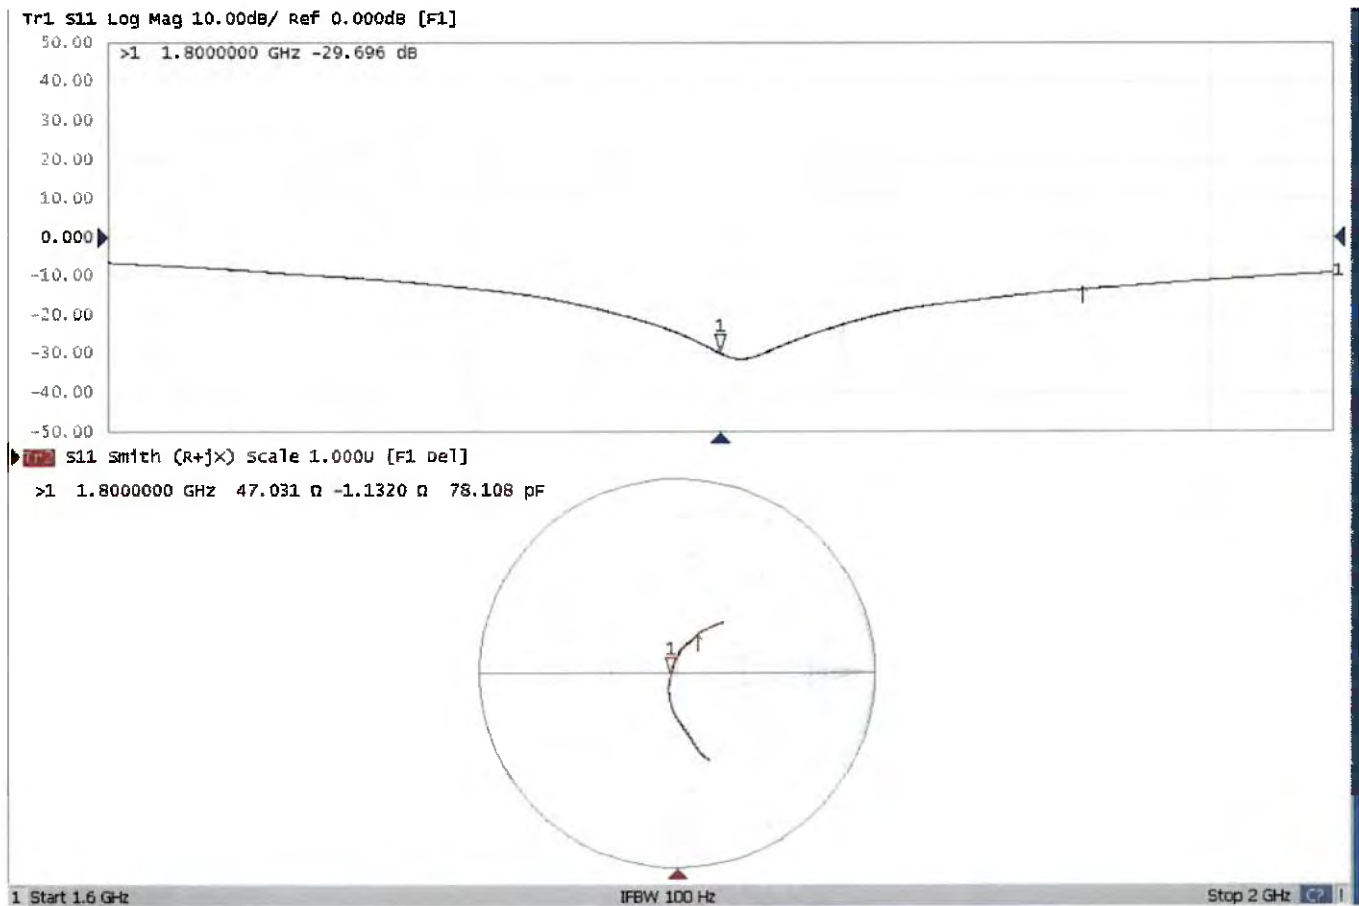 Tr1 S11 Log Mag 10.00dB/ Ref 0.000dB [F1]
50.00
>1 1.8000000 GHz -29.696 dB
40.00
30.00
20.00
10.00
0.000
-10.00
1
-20.00
1
-30.00
-40.00
-50.00
Tr2 S11 Smith (R+jX) Scale 1.000U [F1 Del]
>1 1.8000000 GHz 47.031 Ω -1.1320 Ω 78.108 pF
1
1 Start 1.6 GHz IFBW 100 Hz Stop 2 GHz C? !